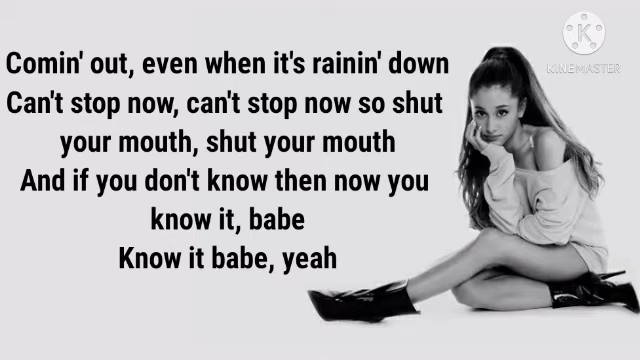 K
KINEMASTER
Comin' out, even when it's rainin' down
Can't stop now, can't stop now so shut
your mouth, shut your mouth
And if you don't know then now you
know it, babe
Know it babe, yeah